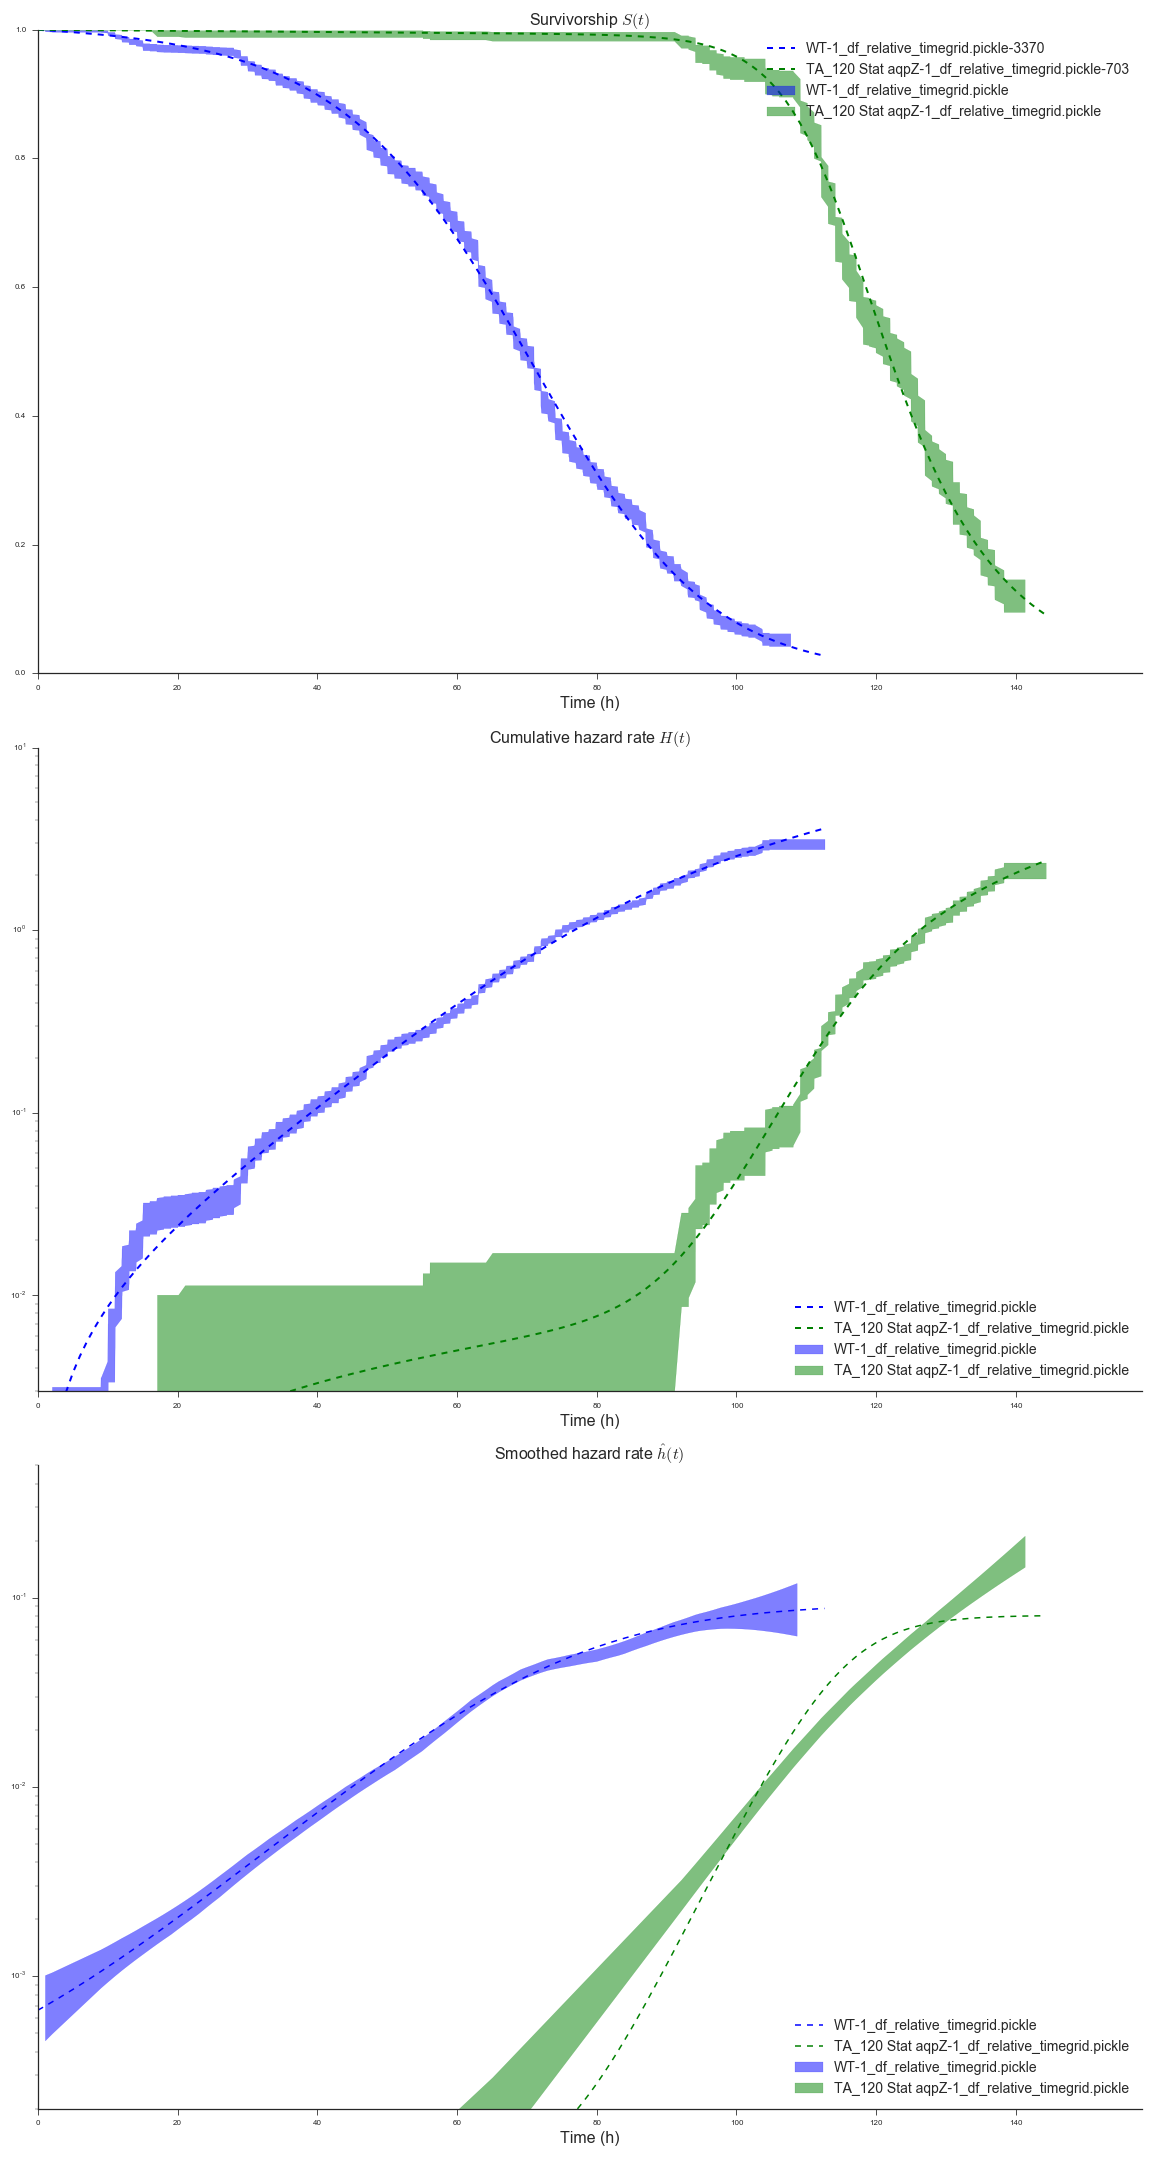 Survivorship S(t)
1.0
0.8
0.6
0.4
0.2
0.0
WT-1_df_relative_timegrid.pickle-3370
TA_120 Stat aqpZ-1_df_relative_timegrid.pickle-703
WT-1_df_relative_timegrid.pickle
TA_120 Stat aqpZ-1_df_relative_timegrid.pickle
0 20 40 60 80 100 120 140
Time (h)
Cumulative hazard rate H(t)
10¹
10⁰
10⁻¹
10⁻²
WT-1_df_relative_timegrid.pickle
TA_120 Stat aqpZ-1_df_relative_timegrid.pickle
WT-1_df_relative_timegrid.pickle
TA_120 Stat aqpZ-1_df_relative_timegrid.pickle
0 20 40 60 80 100 120 140
Time (h)
Smoothed hazard rate ĥ(t)
10⁻¹
10⁻²
10⁻³
WT-1_df_relative_timegrid.pickle
TA_120 Stat aqpZ-1_df_relative_timegrid.pickle
WT-1_df_relative_timegrid.pickle
TA_120 Stat aqpZ-1_df_relative_timegrid.pickle
0 20 40 60 80 100 120 140
Time (h)